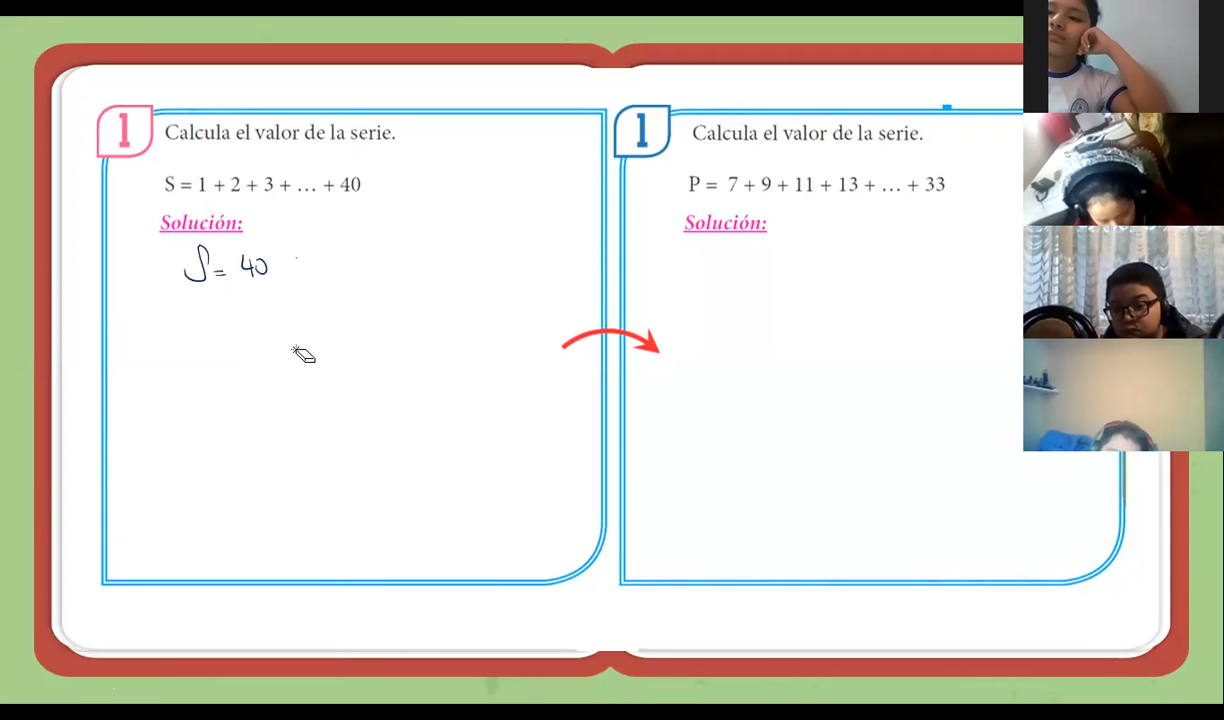 1
Calcula el valor de la serie.
S = 1 + 2 + 3 + ... + 40
Solución:
S = 40
1
Calcula el valor de la serie.
P = 7 + 9 + 11 + 13 + ... + 33
Solución: